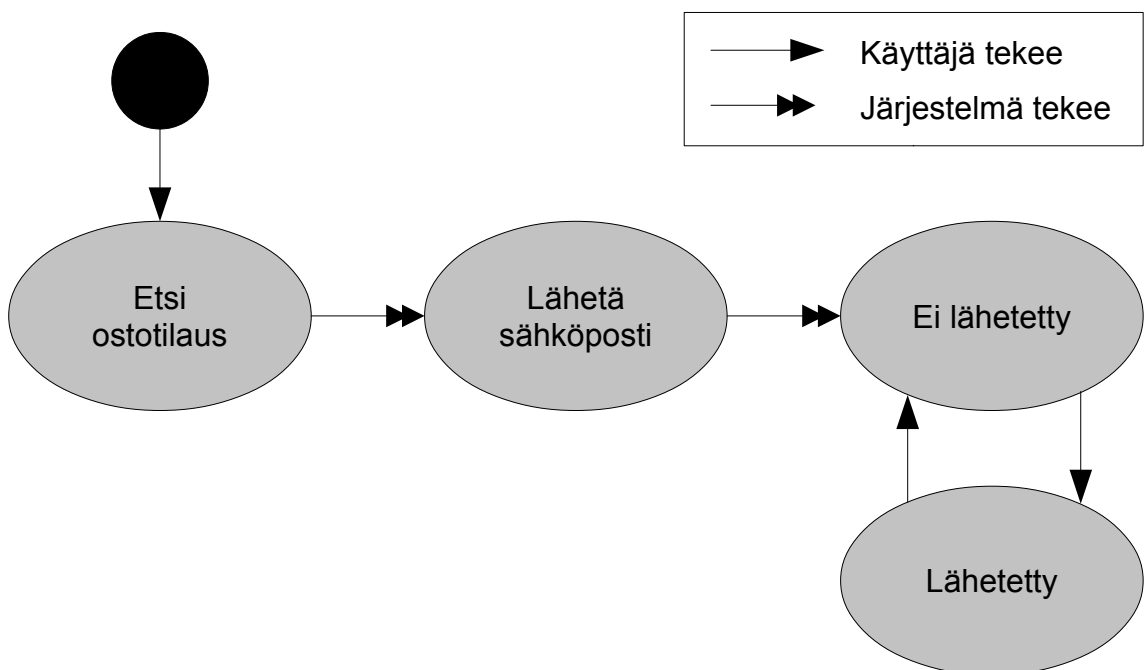 Käyttäjä tekee
Järjestelmä tekee
Etsi
ostotilaus
Lähetä
sähköposti
Ei lähetetty
Lähetetty